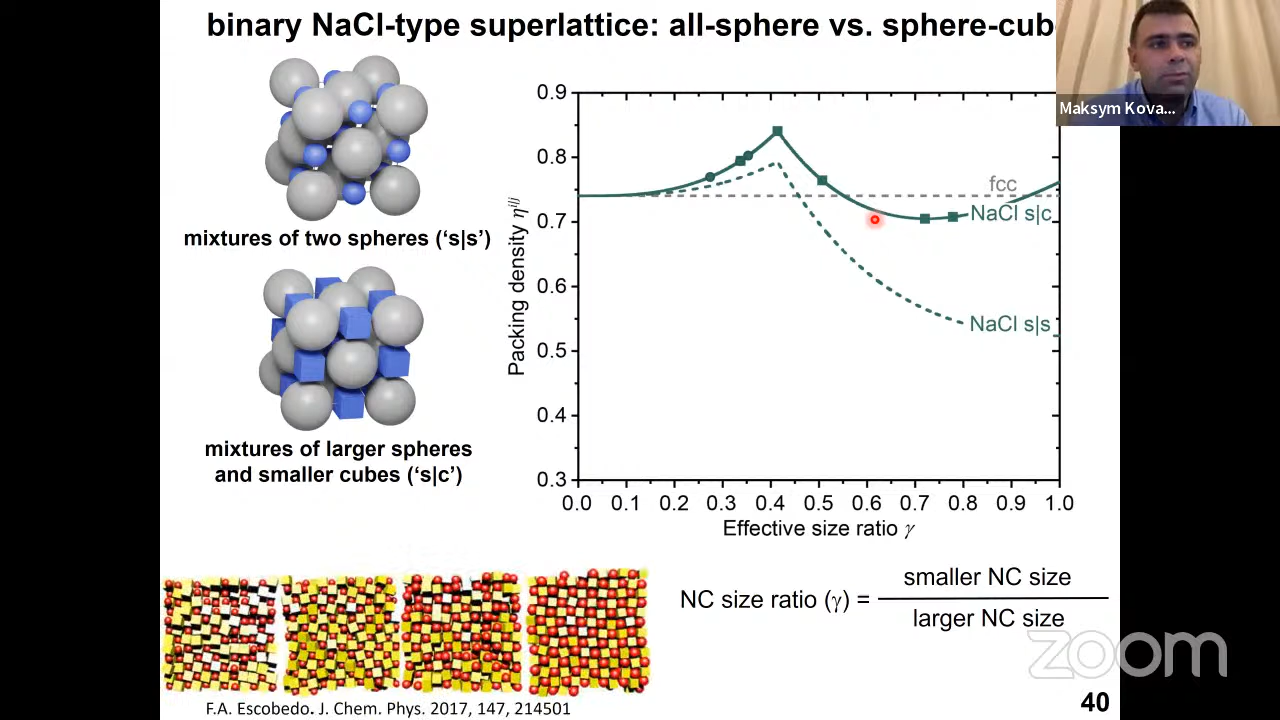 binary NaCl-type superlattice: all-sphere vs. sphere-cub
Maksym Kova...
mixtures of two spheres (‘s|s’)
mixtures of larger spheres
and smaller cubes (‘s|c’)
Packing density η^i|j
0.9
0.8
0.7
0.6
0.5
0.4
0.3
fcc
NaCl s|c
NaCl s|s
0.0 0.1 0.2 0.3 0.4 0.5 0.6 0.7 0.8 0.9 1.0
Effective size ratio γ
NC size ratio (γ) =
smaller NC size
larger NC size
zoom
F.A. Escobedo. J. Chem. Phys. 2017, 147, 214501
40